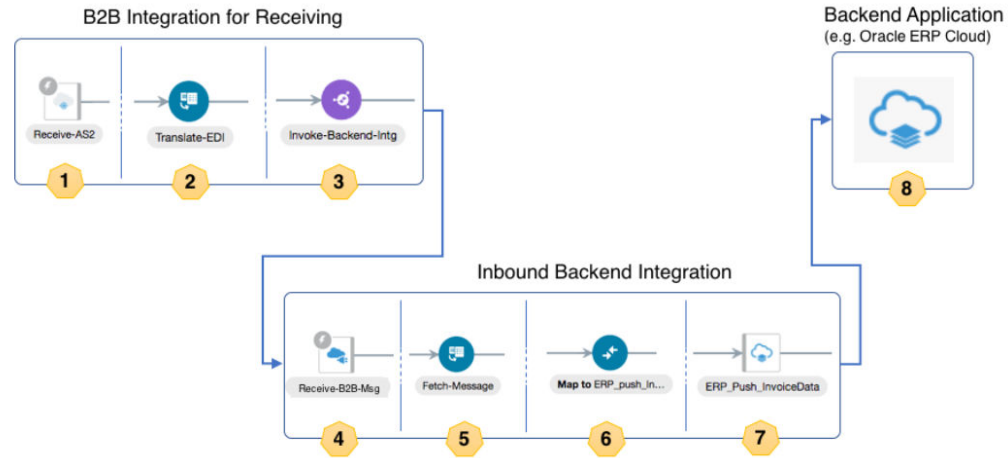 B2B Integration for Receiving
Receive-AS2
Translate-EDI
Invoke-Backend-Intg
1
2
3
Backend Application
(e.g. Oracle ERP Cloud)
8
Inbound Backend Integration
Receive-B2B-Msg
Fetch-Message
Map to ERP_push_In...
ERP_Push_InvoiceData
4
5
6
7